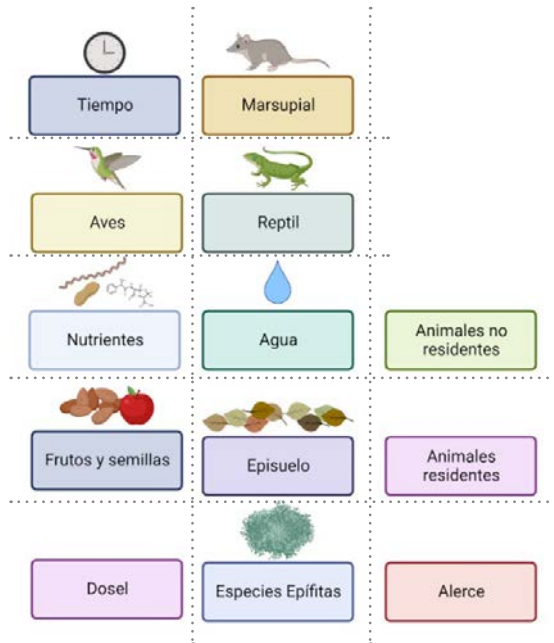 Tiempo
Marsupial
Aves
Reptil
Nutrientes
Agua
Animales no
residentes
Frutos y semillas
Episuelo
Animales
residentes
Dosel
Especies Epífitas
Alerce